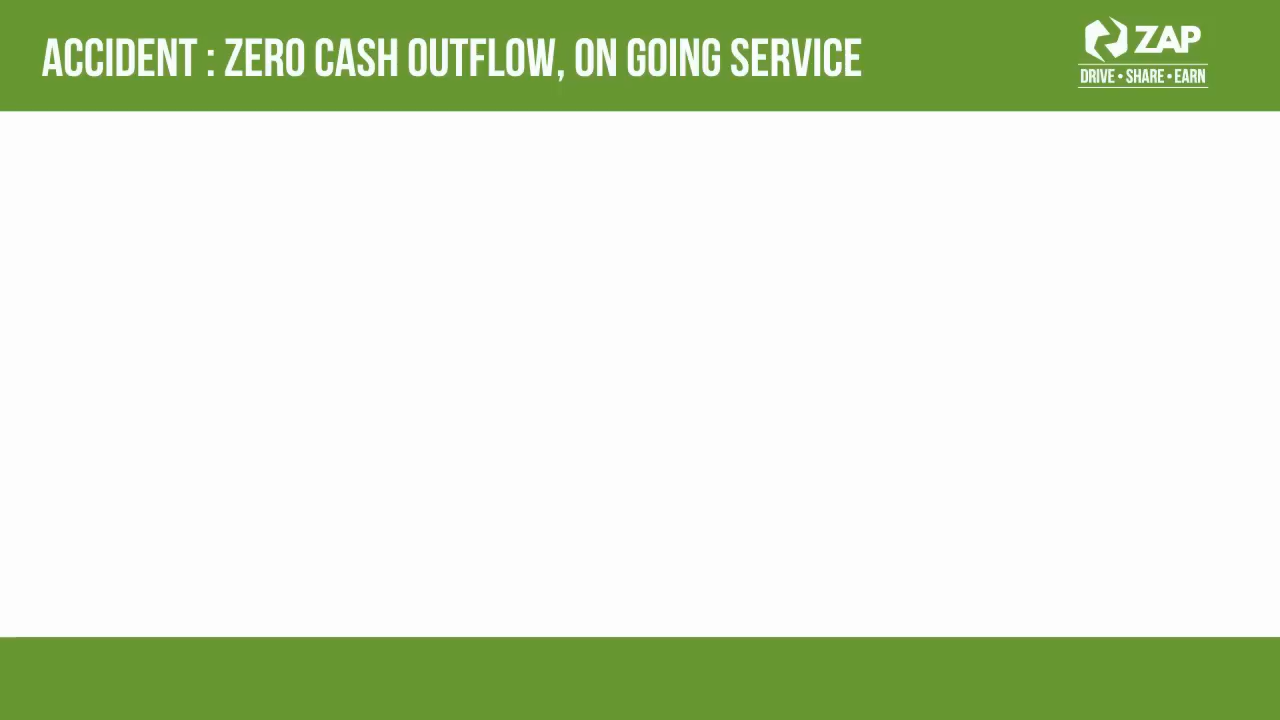 ACCIDENT : ZERO CASH OUTFLOW, ON GOING SERVICE
ZAP
DRIVE • SHARE • EARN